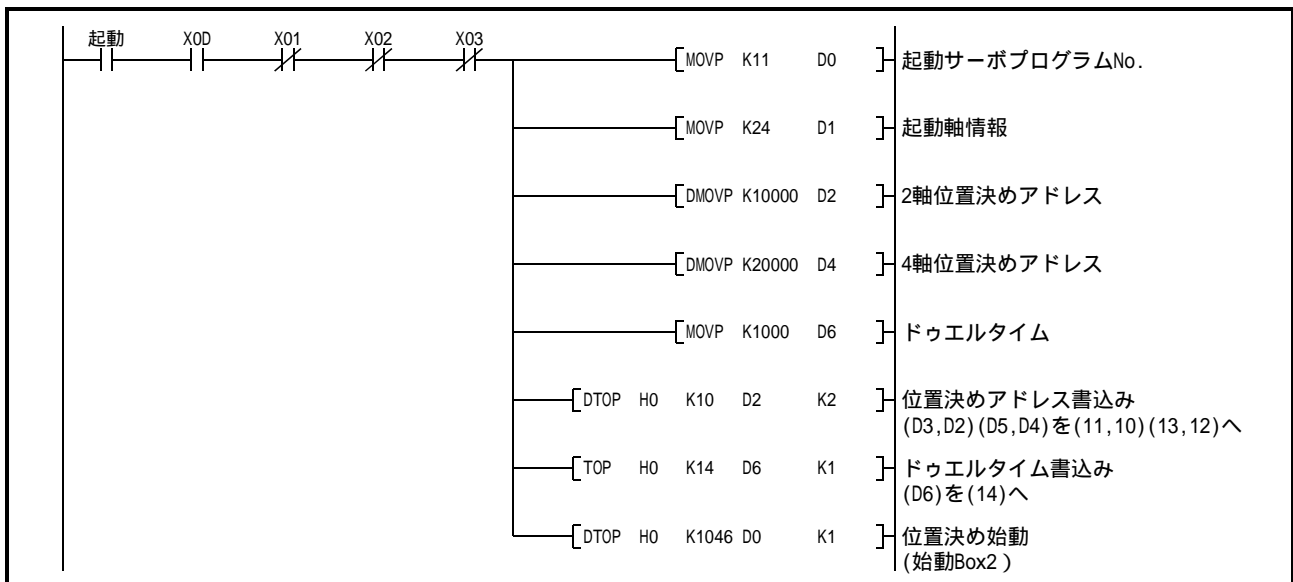 起動 X0D X01 X02 X03
MOVP K11 D0 起動サーボプログラムNo.
MOVP K24 D1 起動軸情報
DMOVP K10000 D2 2軸位置決めアドレス
DMOVP K20000 D4 4軸位置決めアドレス
MOVP K1000 D6 ドゥエルタイム
DTOP H0 K10 D2 K2 位置決めアドレス書込み
(D3,D2)(D5,D4)を(11,10)(13,12)へ
TOP H0 K14 D6 K1 ドゥエルタイム書込み
(D6)を(14)へ
DTOP H0 K1046 D0 K1 位置決め始動
(始動Box2)